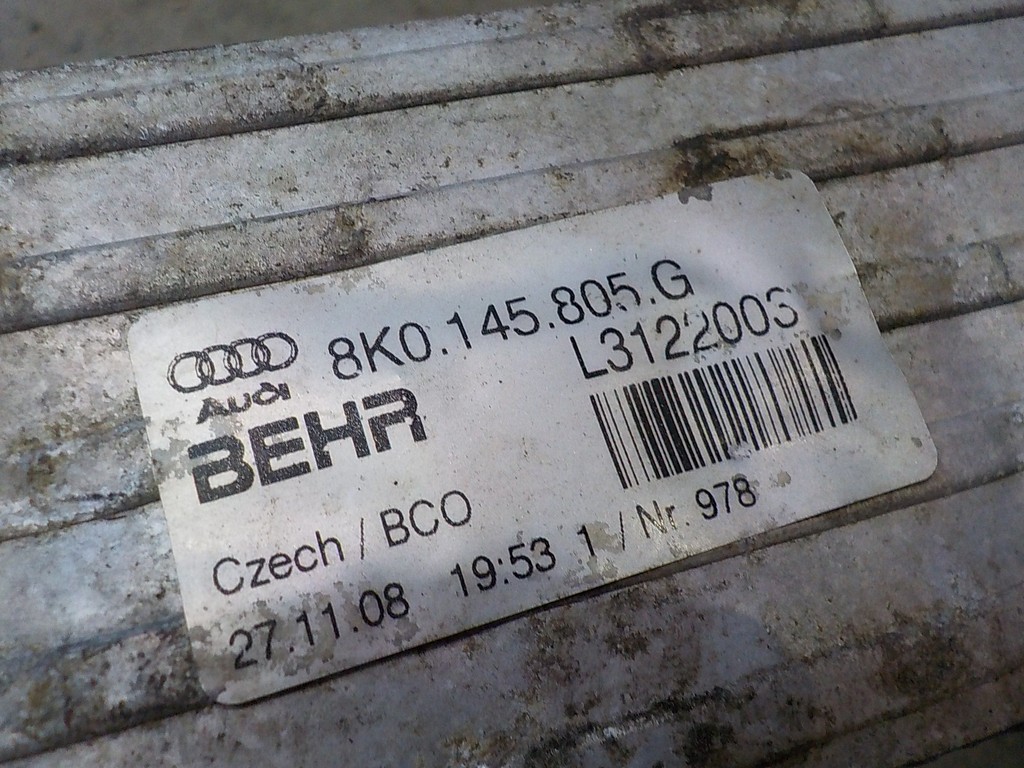 8K0.145.805.G
AUDI
L3122003
BEHR
Czech / BCO
27.11.08 19:53 1 / Nr. 978